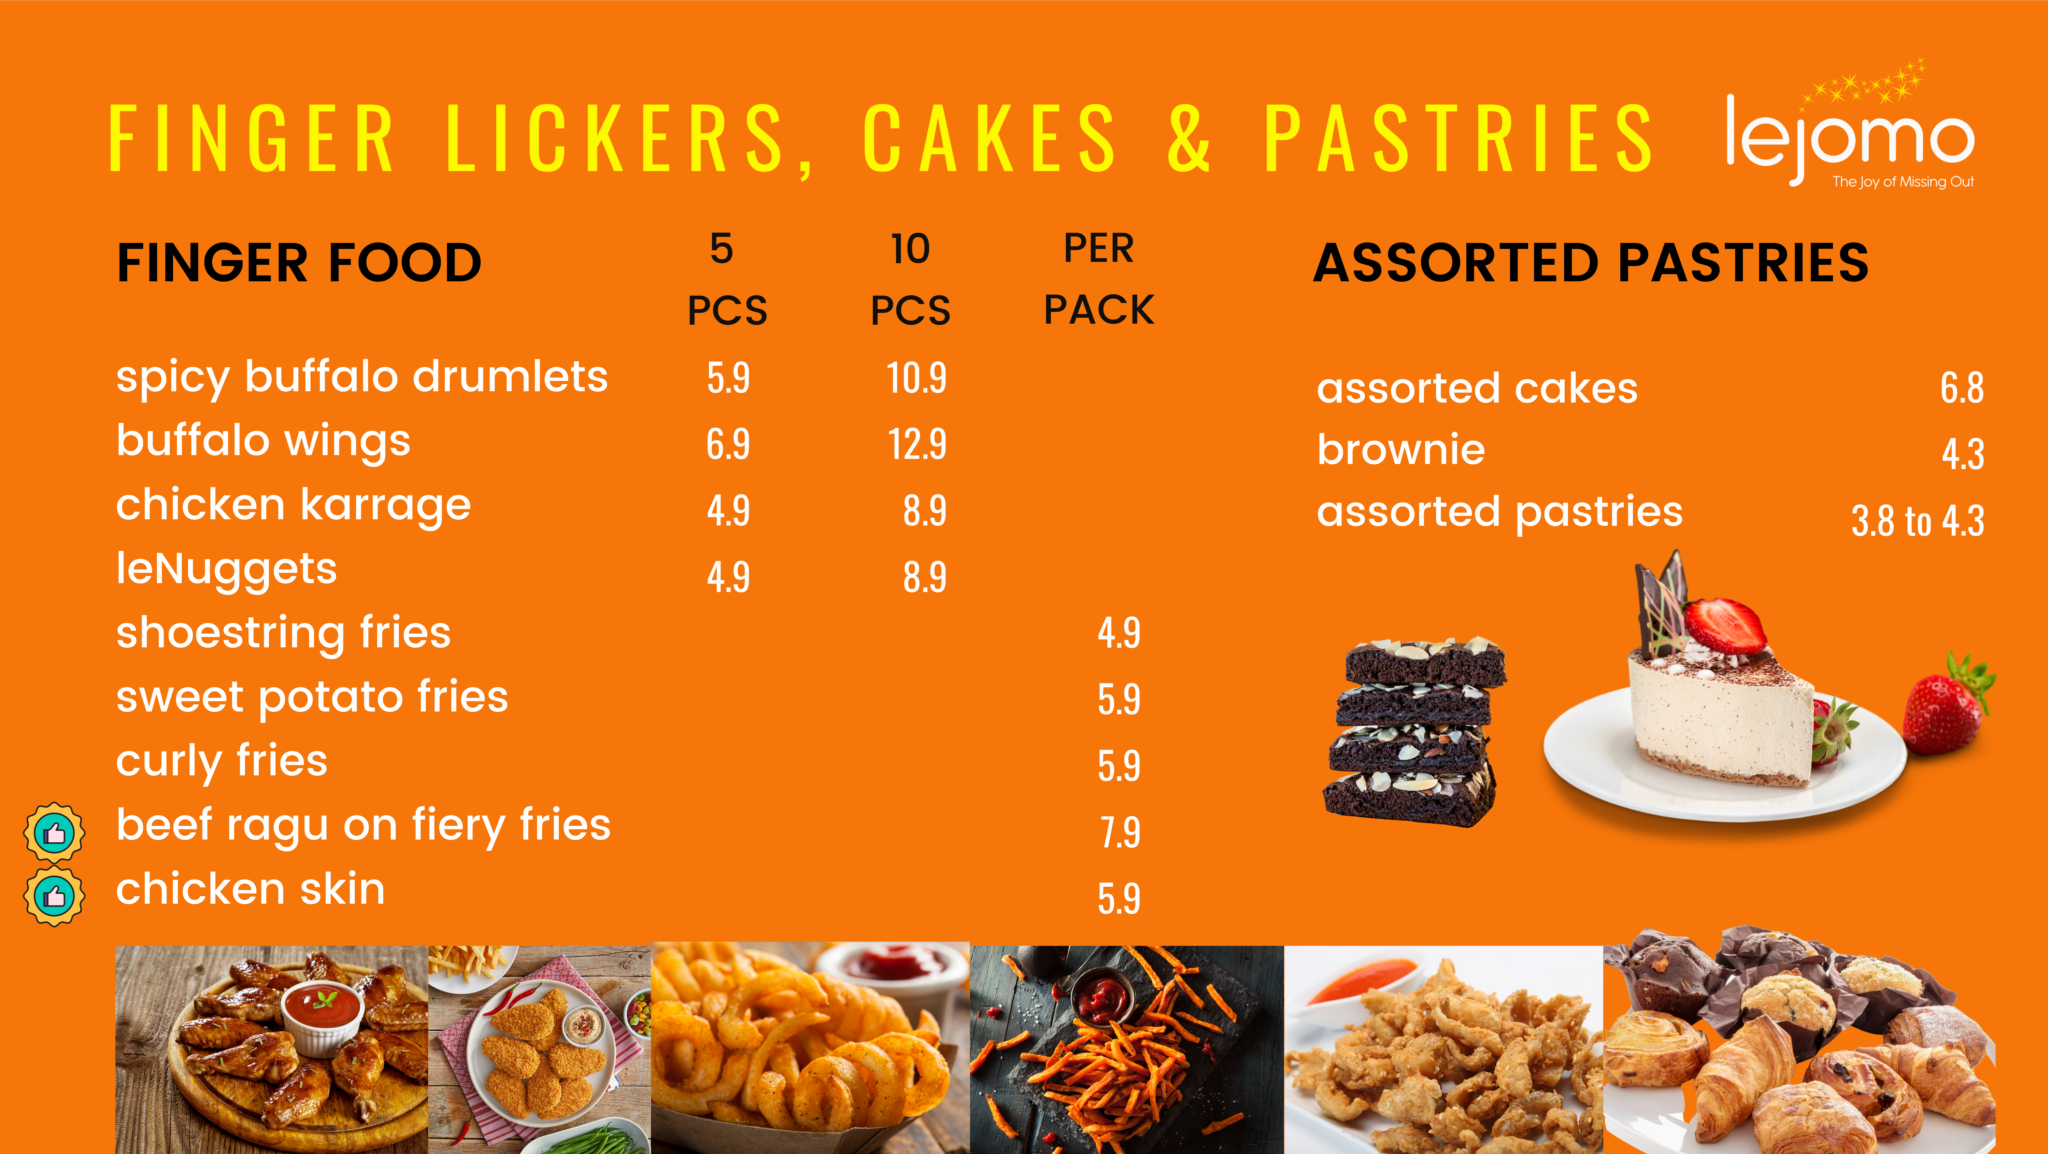 FINGER LICKERS, CAKES & PASTRIES
lejomo
The Joy of Missing Out
FINGER FOOD
5 PCS
10 PCS
PER PACK
spicy buffalo drumlets 5.9 10.9
buffalo wings 6.9 12.9
chicken karrage 4.9 8.9
leNuggets 4.9 8.9
shoestring fries 4.9
sweet potato fries 5.9
curly fries 5.9
beef ragu on fiery fries 7.9
chicken skin 5.9
ASSORTED PASTRIES
assorted cakes 6.8
brownie 4.3
assorted pastries 3.8 to 4.3